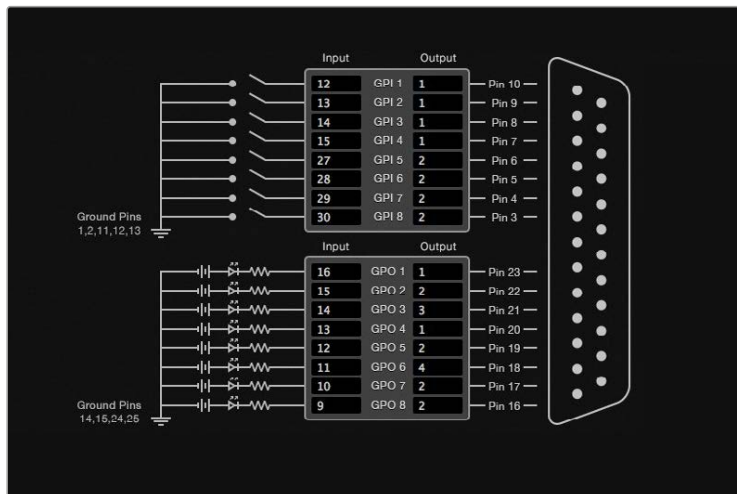 Input Output
12 GPI 1 1 Pin 10
13 GPI 2 1 Pin 9
14 GPI 3 1 Pin 8
15 GPI 4 1 Pin 7
27 GPI 5 2 Pin 6
28 GPI 6 2 Pin 5
29 GPI 7 2 Pin 4
30 GPI 8 2 Pin 3
Ground Pins
1,2,11,12,13
Input Output
16 GPO 1 1 Pin 23
15 GPO 2 2 Pin 22
14 GPO 3 3 Pin 21
13 GPO 4 1 Pin 20
12 GPO 5 2 Pin 19
11 GPO 6 4 Pin 18
10 GPO 7 2 Pin 17
9 GPO 8 2 Pin 16
Ground Pins
14,15,24,25